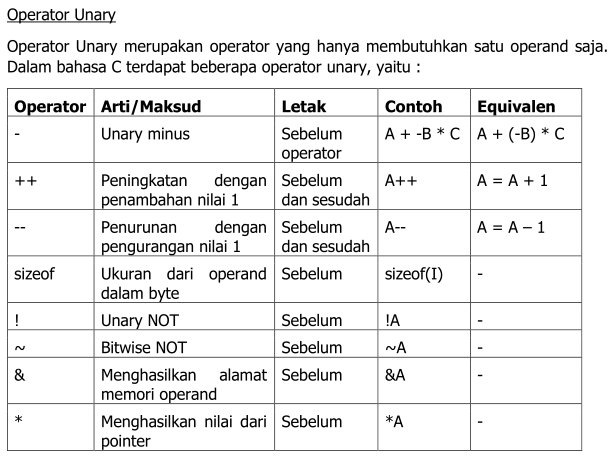 Operator Unary
Operator Unary merupakan operator yang hanya membutuhkan satu operand saja.
Dalam bahasa C terdapat beberapa operator unary, yaitu :
Operator Arti/Maksud Letak Contoh Equivalen
- Unary minus Sebelum operator A + -B * C A + (-B) * C
++ Peningkatan dengan penambahan nilai 1 Sebelum dan sesudah A++ A = A + 1
-- Penurunan dengan pengurangan nilai 1 Sebelum dan sesudah A-- A = A – 1
sizeof Ukuran dari operand dalam byte Sebelum sizeof(I) -
! Unary NOT Sebelum !A -
~ Bitwise NOT Sebelum ~A -
& Menghasilkan alamat memori operand Sebelum &A -
* Menghasilkan nilai dari pointer Sebelum *A -